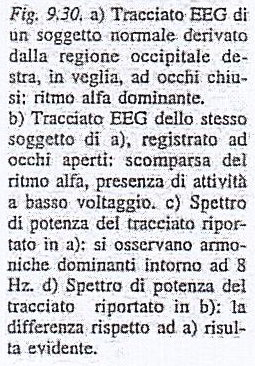 Fig. 9.30. a) Tracciato EEG di
un soggetto normale derivato
dalla regione occipitale de-
stra, in veglia, ad occhi chiu-
si: ritmo alfa dominante.
b) Tracciato EEG dello stesso
soggetto di a), registrato ad
occhi aperti: scomparsa del
ritmo alfa, presenza di attività
a basso voltaggio. c) Spettro
di potenza del tracciato ripor-
tato in a): si osservano armo-
niche dominanti intorno ad 8
Hz. d) Spettro di potenza del
tracciato riportato in b): la
differenza rispetto ad a) risul-
ta evidente.